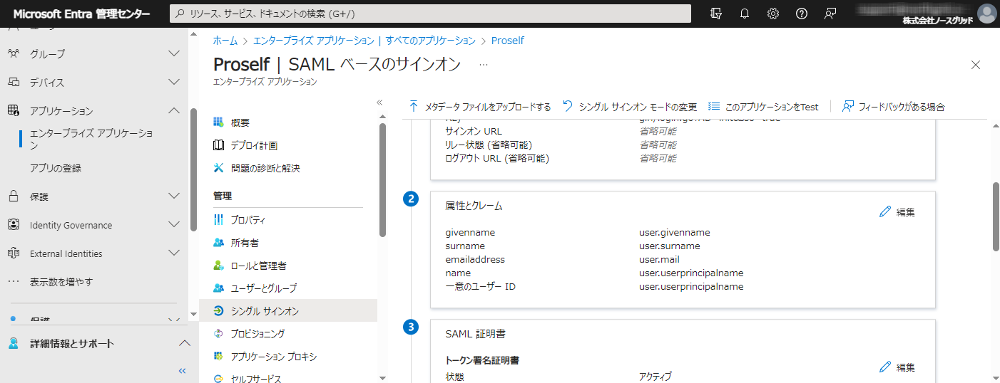 Microsoft Entra 管理センター
リソース、サービス、ドキュメントの検索 (G+/)
株式会社ノースグリッド
グループ
デバイス
アプリケーション
エンタープライズ アプリケーショ
ン
アプリの登録
保護
Identity Governance
External Identities
表示数を増やす
保護
詳細情報とサポート
ホーム > エンタープライズ アプリケーション | すべてのアプリケーション > Proself
Proself | SAML ベースのサインオン
エンタープライズ アプリケーション
概要
デプロイ計画
問題の診断と解決
管理
プロパティ
所有者
ロールと管理者
ユーザーとグループ
シングル サインオン
プロビジョニング
アプリケーション プロキシ
セルフサービス
メタデータ ファイルをアップロードする
シングル サインオン モードの変更
このアプリケーションをTest
フィードバックがある場合
サインオン URL 省略可能
リレー状態 (省略可能) 省略可能
ログアウト URL (省略可能) 省略可能
2
属性とクレーム
編集
givenname user.givenname
surname user.surname
emailaddress user.mail
name user.userprincipalname
一意のユーザー ID user.userprincipalname
3
SAML 証明書
トークン署名証明書
編集
状態 アクティブ